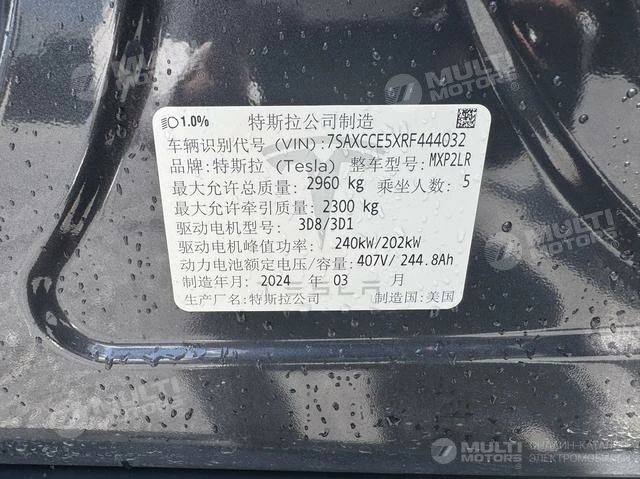 1.0% 特斯拉公司制造
车辆识别代号 (VIN):7SAXCCE5XRF444032
品牌:特斯拉 (Tesla) 整车型号: MXP2LR
最大允许总质量: 2960 kg 乘坐人数: 5
最大允许牵引质量: 2300 kg
驱动电机型号: 3D8/3D1
驱动电机峰值功率: 240kW/202kW
动力电池额定电压/容量: 407V/ 244.8Ah
制造年月: 2024 年 03 月
生产厂名:特斯拉公司 制造国:美国
TESLA
MULTI
MOTORS
MULTI
MOTORS
MULTI
MOTORS
MULTI
MOTORS
ОНЛАЙН-КАТАЛ
ЭЛЕКТРОМОБ